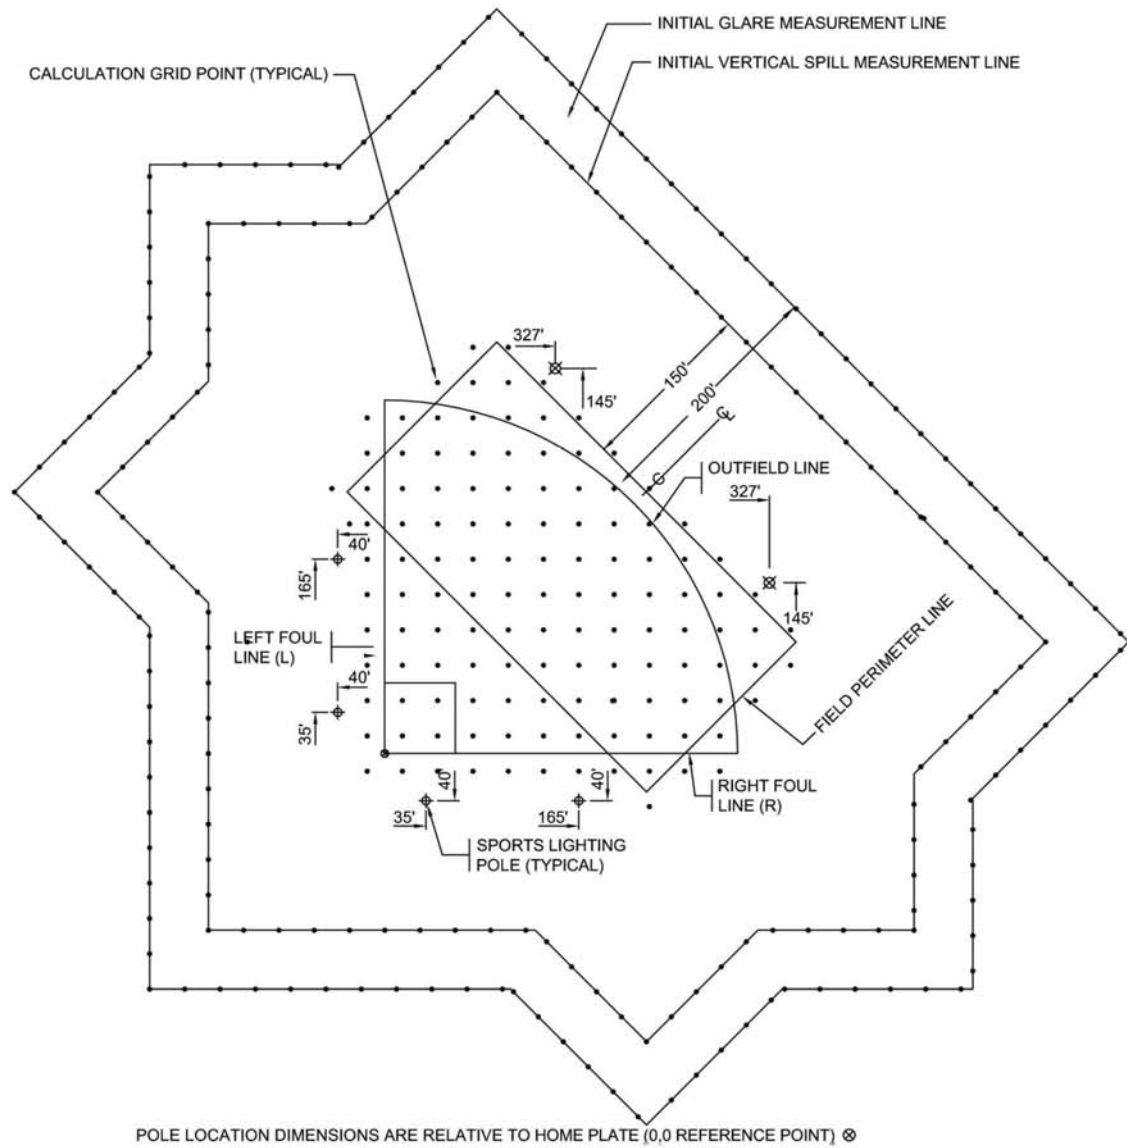 INITIAL GLARE MEASUREMENT LINE
INITIAL VERTICAL SPILL MEASUREMENT LINE
CALCULATION GRID POINT (TYPICAL)
327'
145'
150'
200'
℄
℄
OUTFIELD LINE
327'
145'
40'
165'
LEFT FOUL
LINE (L)
40'
35'
FIELD PERIMETER LINE
RIGHT FOUL
LINE (R)
40'
35'
40'
165'
SPORTS LIGHTING
POLE (TYPICAL)
POLE LOCATION DIMENSIONS ARE RELATIVE TO HOME PLATE (0,0 REFERENCE POINT)